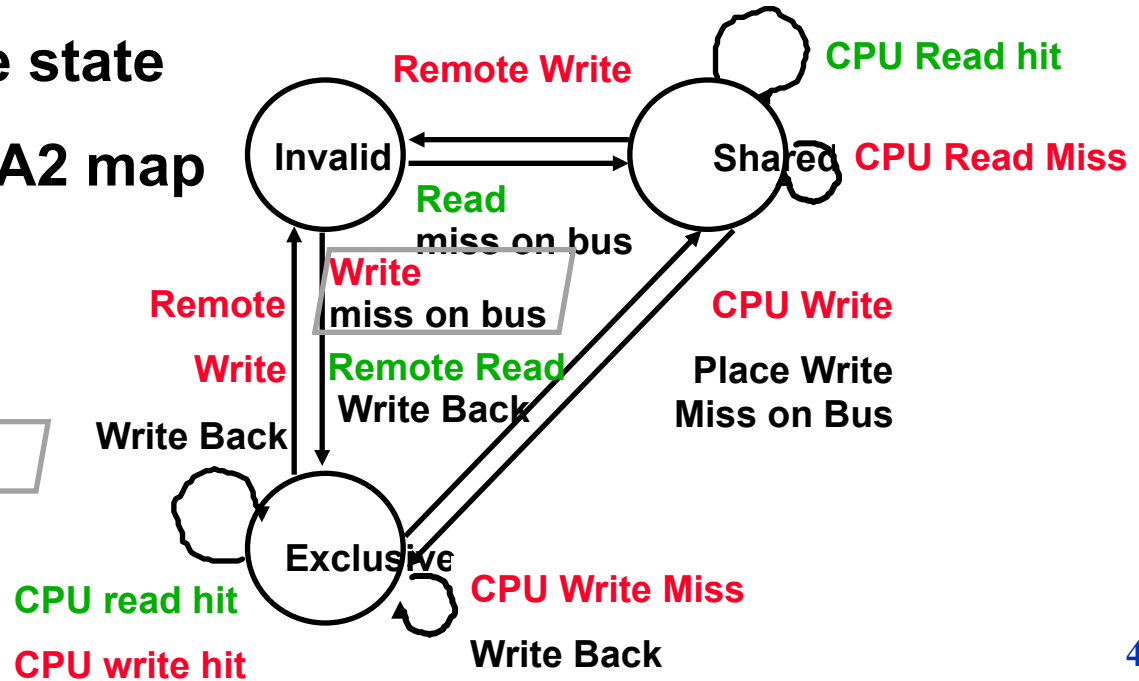 e state
A2 map
Remote Write
CPU Read hit
Invalid
Shared
CPU Read Miss
Read
miss on bus
Write
miss on bus
Remote
Write
Write Back
Remote Read
Write Back
CPU Write
Place Write
Miss on Bus
Exclusive
CPU read hit
CPU write hit
CPU Write Miss
Write Back
4